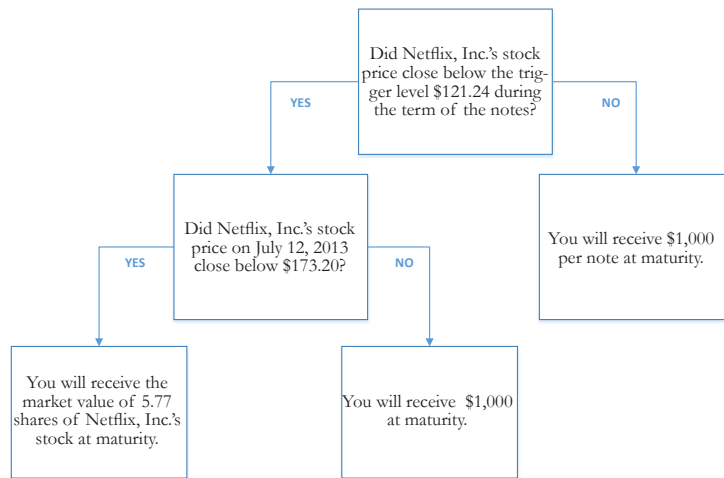 Did Netflix, Inc.'s stock
price close below the trig-
ger level $121.24 during
the term of the notes?
YES
NO
Did Netflix, Inc.'s stock
price on July 12, 2013
close below $173.20?
You will receive $1,000
per note at maturity.
YES
NO
You will receive the
market value of 5.77
shares of Netflix, Inc.'s
stock at maturity.
You will receive $1,000
at maturity.